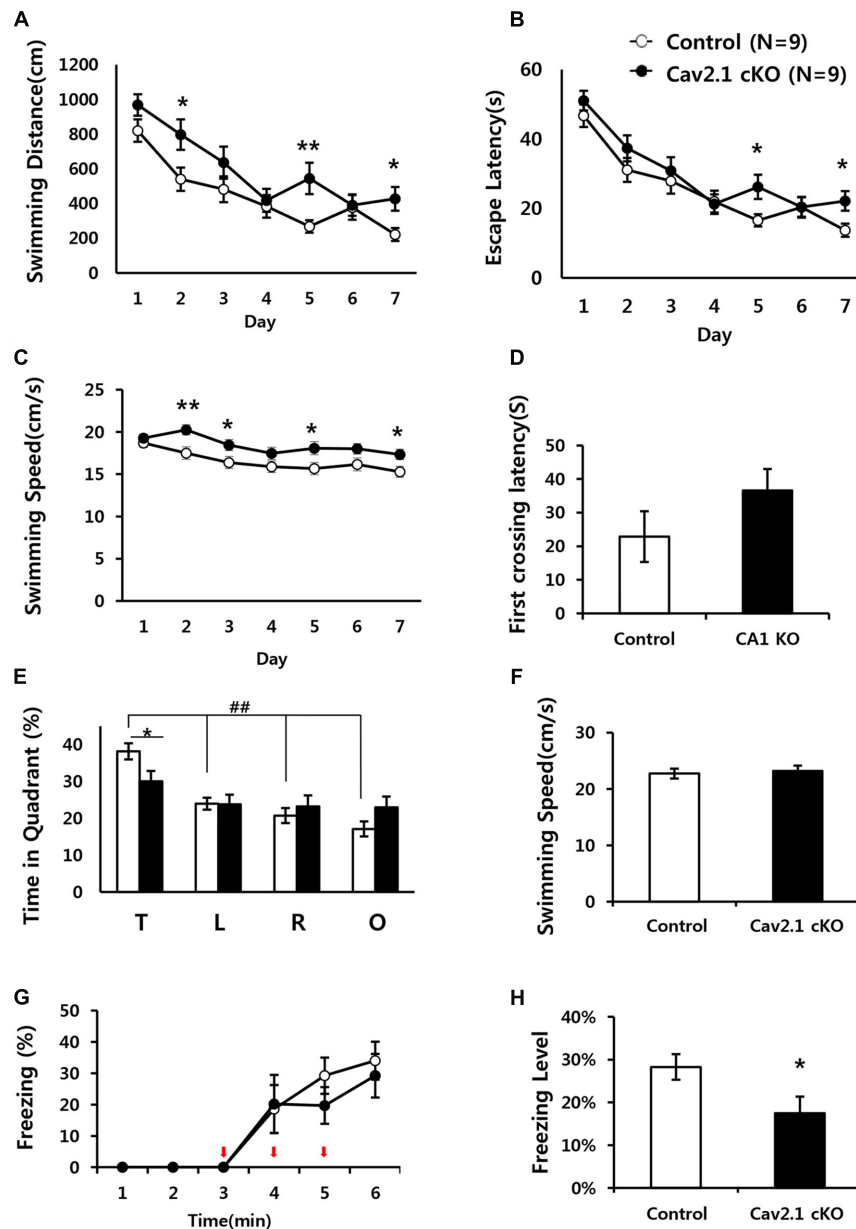 A
Swimming Distance(cm)
1200
1000
800
600
400
200
0
*
**
*
1 2 3 4 5 6 7
Day
B
Control (N=9)
Cav2.1 cKO (N=9)
Escape Latency(s)
60
40
20
0
*
*
1 2 3 4 5 6 7
Day
C
Swimming Speed(cm/s)
25
20
15
10
5
0
**
*
*
*
1 2 3 4 5 6 7
Day
D
First crossing latency(S)
50
40
30
20
10
0
Control CA1 KO
E
Time in Quadrant (%)
40
30
20
10
0
##
*
T L R O
F
Swimming Speed(cm/s)
30
20
10
0
Control Cav2.1 cKO
G
Freezing (%)
50
40
30
20
10
0
1 2 3 4 5 6
Time(min)
H
Freezing Level
40%
30%
20%
10%
0%
*
Control Cav2.1 cKO